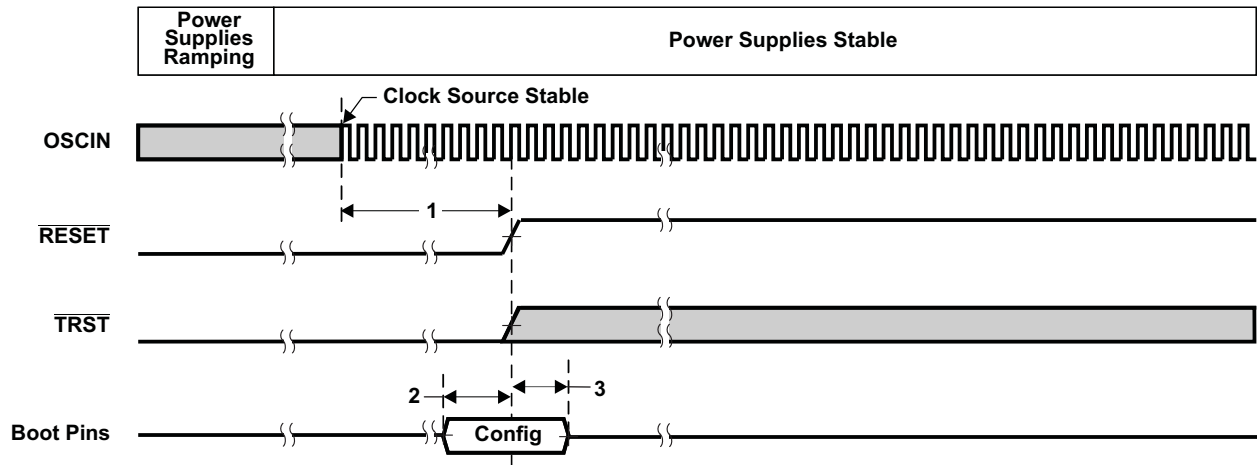 Power
Supplies
Ramping
Power Supplies Stable
Clock Source Stable
OSCIN
1
RESET
TRST
2
3
Boot Pins
Config